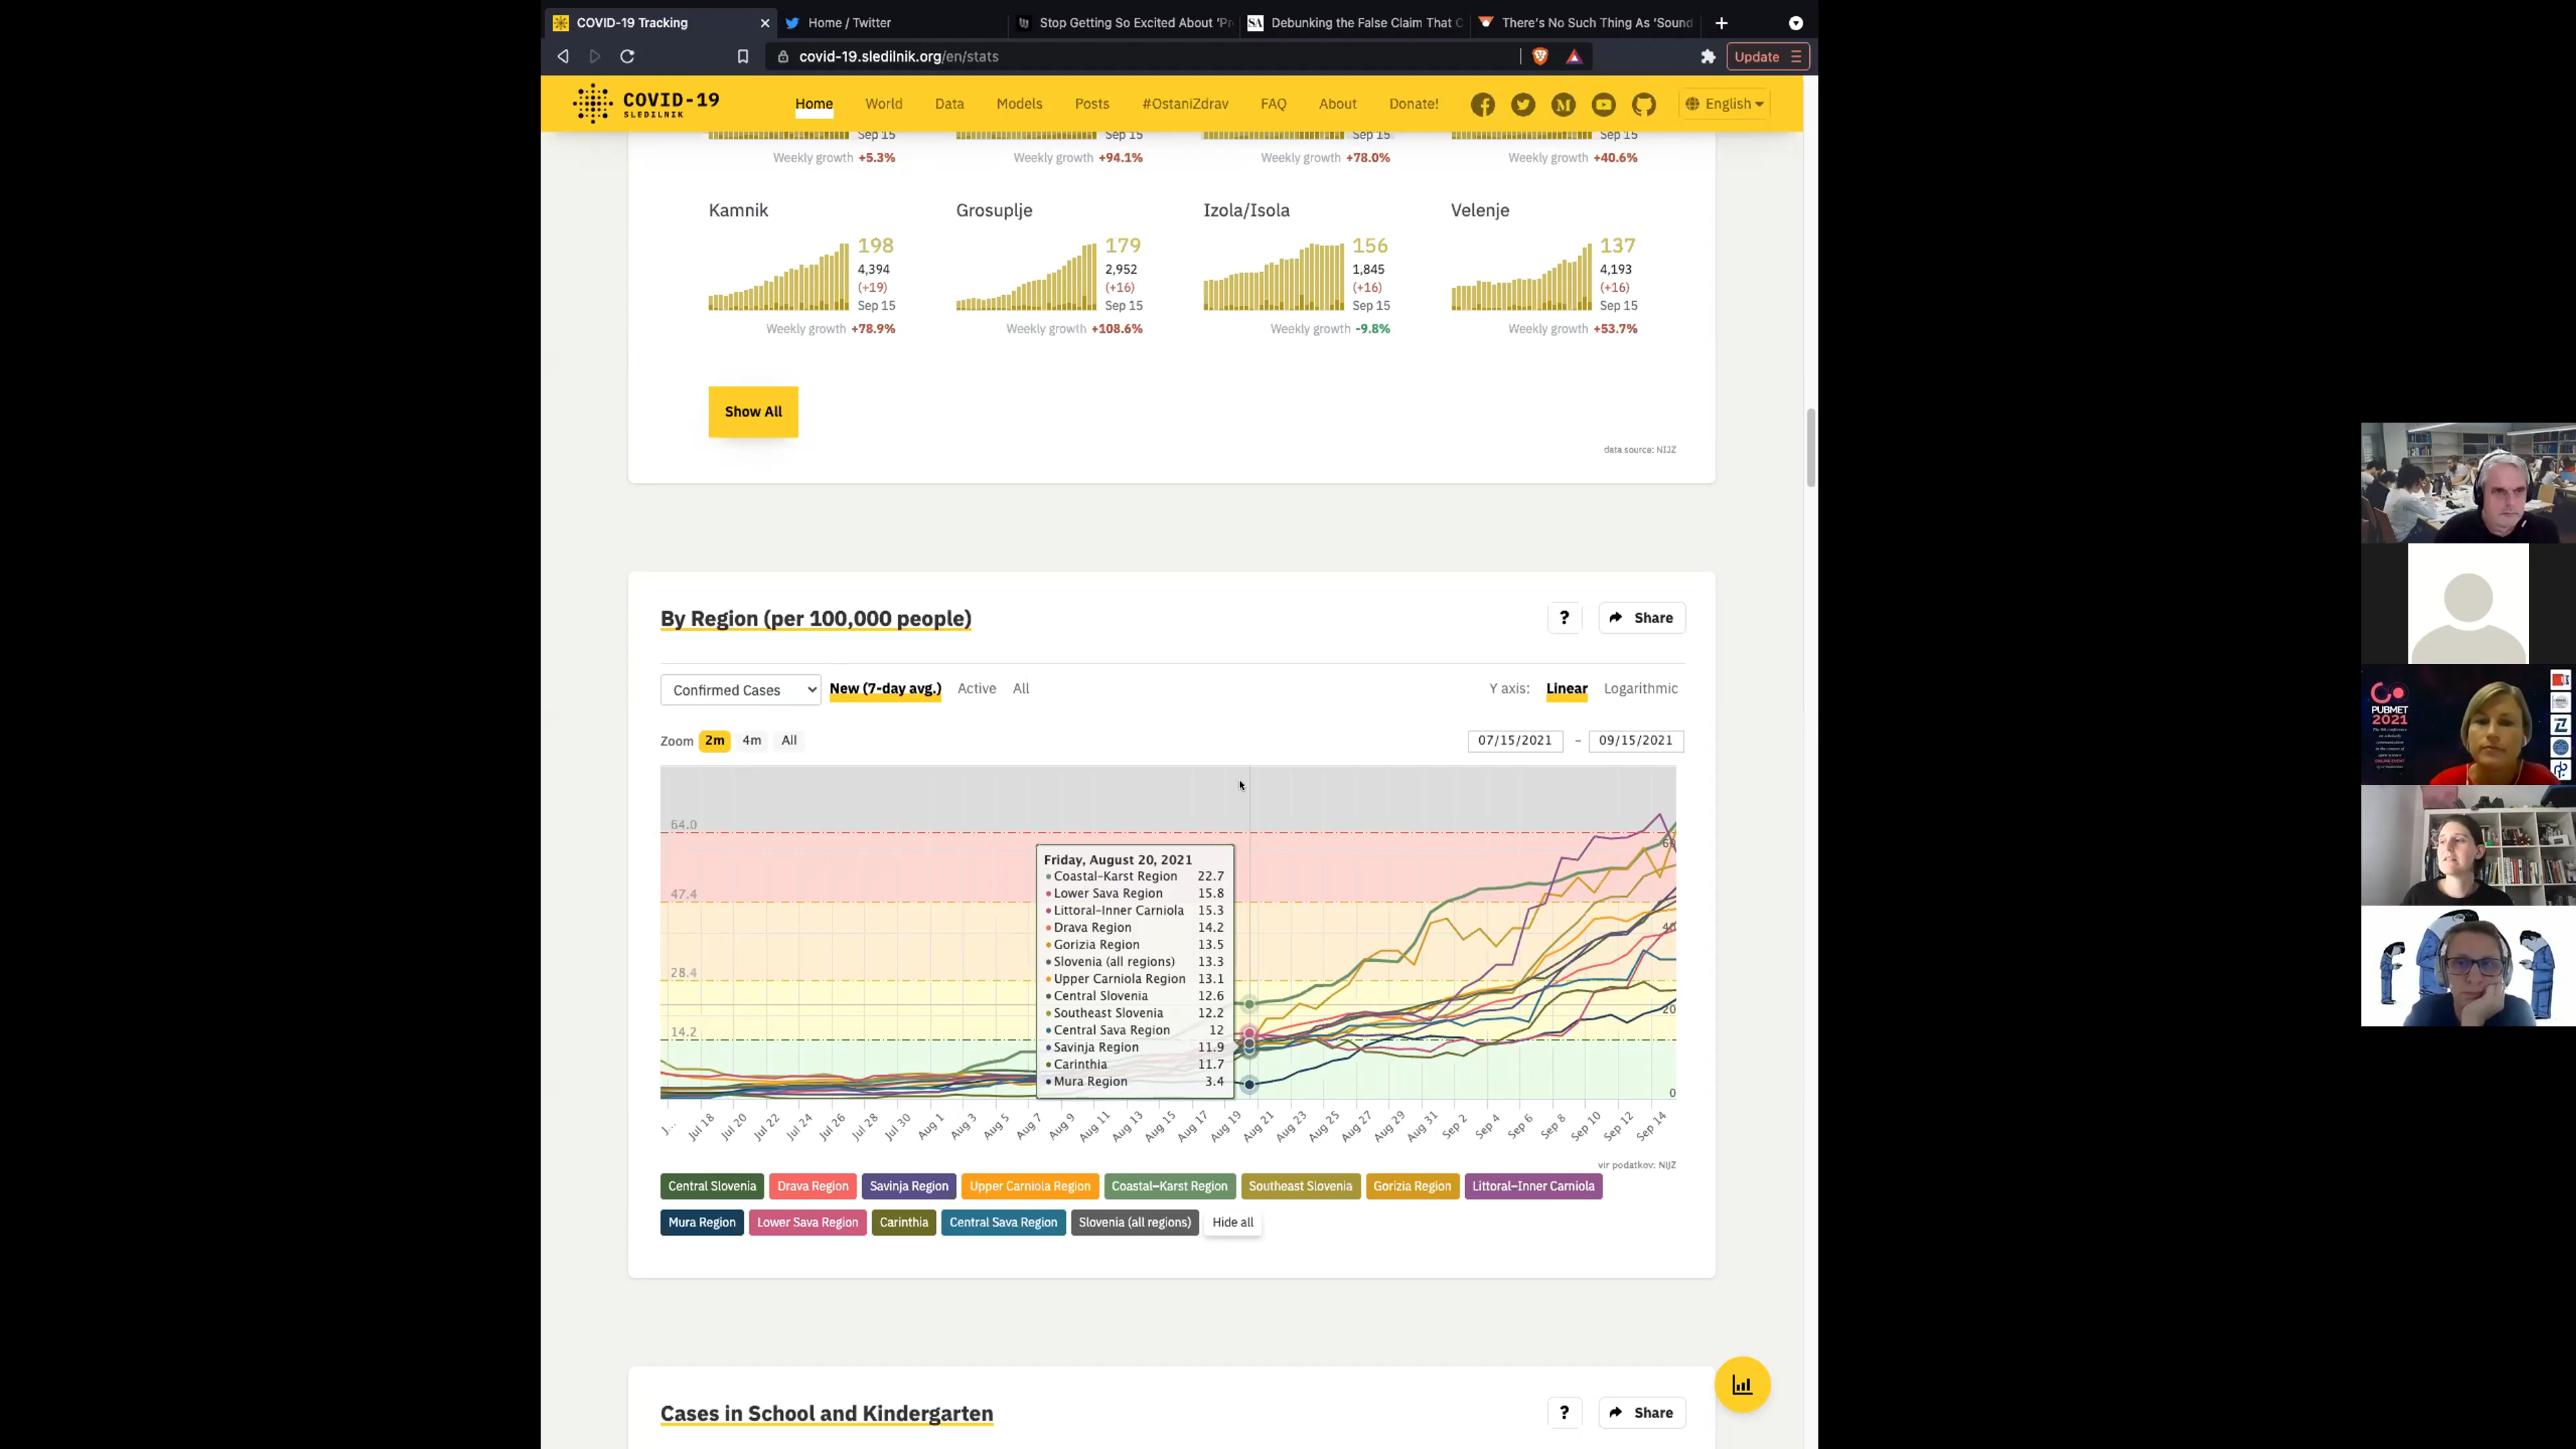 COVID-19 Tracking
Home / Twitter
Stop Getting So Excited About 'Pr
Debunking the False Claim That C
There's No Such Thing As 'Sound
covid-19.sledilnik.org/en/stats
Update
COVID-19
SLEDILNIK
Home World Data Models Posts #OstaniZdrav FAQ About Donate! English
Sep 15 Sep 15 Sep 15 Sep 15
Weekly growth +5.3% Weekly growth +94.1% Weekly growth +78.0% Weekly growth +40.6%
Kamnik Grosuplje Izola/Isola Velenje
198 179 156 137
4,394 2,952 1,845 4,193
(+19) (+16) (+16) (+16)
Sep 15 Sep 15 Sep 15 Sep 15
Weekly growth +78.9% Weekly growth +108.6% Weekly growth -9.8% Weekly growth +53.7%
Show All
data source: NIJZ
By Region (per 100,000 people)
? Share
Confirmed Cases New (7-day avg.) Active All Y axis: Linear Logarithmic
Zoom 2m 4m All 07/15/2021 - 09/15/2021
64.0
47.4
28.4
14.2
60
40
20
0
Friday, August 20, 2021
Coastal-Karst Region 22.7
Lower Sava Region 15.8
Littoral-Inner Carniola 15.3
Drava Region 14.2
Gorizia Region 13.5
Slovenia (all regions) 13.3
Upper Carniola Region 13.1
Central Slovenia 12.6
Southeast Slovenia 12.2
Central Sava Region 12
Savinja Region 11.9
Carinthia 11.7
Mura Region 3.4
J... Jul 18 Jul 20 Jul 22 Jul 24 Jul 26 Jul 28 Jul 30 Aug 1 Aug 3 Aug 5 Aug 7 Aug 9 Aug 11 Aug 13 Aug 15 Aug 17 Aug 19 Aug 21 Aug 23 Aug 25 Aug 27 Aug 29 Aug 31 Sep 2 Sep 4 Sep 6 Sep 8 Sep 10 Sep 12 Sep 14
vir podatkov: NIJZ
Central Slovenia Drava Region Savinja Region Upper Carniola Region Coastal–Karst Region Southeast Slovenia Gorizia Region Littoral–Inner Carniola
Mura Region Lower Sava Region Carinthia Central Sava Region Slovenia (all regions) Hide all
Cases in School and Kindergarten
? Share
PUBMET
2021